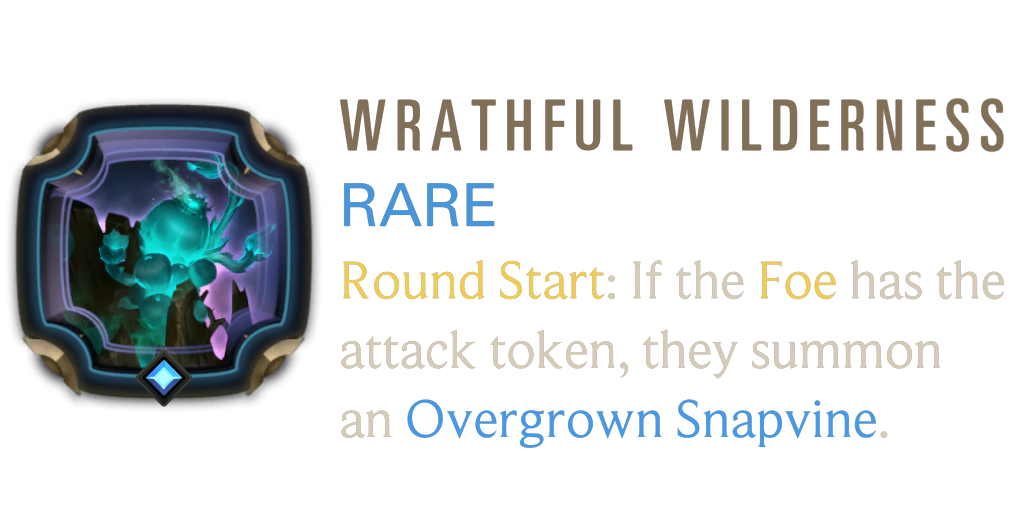 WRATHFUL WILDERNESS
RARE
Round Start: If the Foe has the
attack token, they summon
an Overgrown Snapvine.